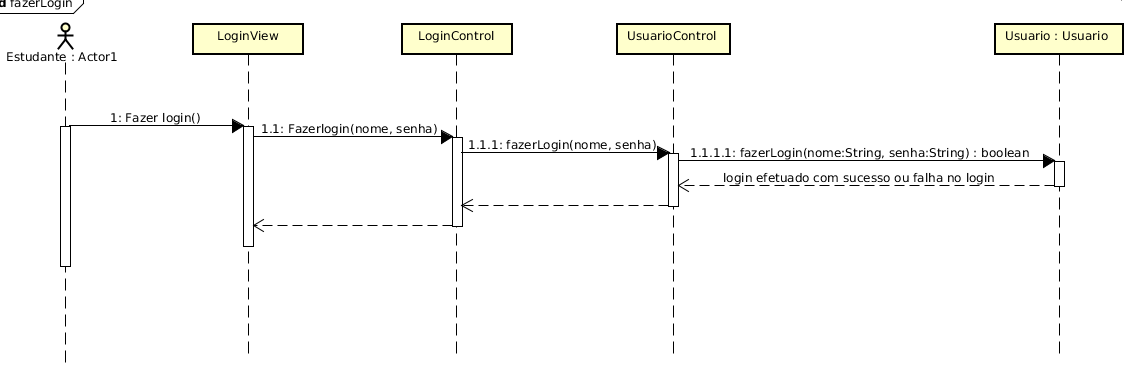 d fazerLogin
Estudante : Actor1
LoginView
LoginControl
UsuarioControl
Usuario : Usuario
1: Fazer login()
1.1: Fazerlogin(nome, senha)
1.1.1: fazerLogin(nome, senha)
1.1.1.1: fazerLogin(nome:String, senha:String) : boolean
login efetuado com sucesso ou falha no login